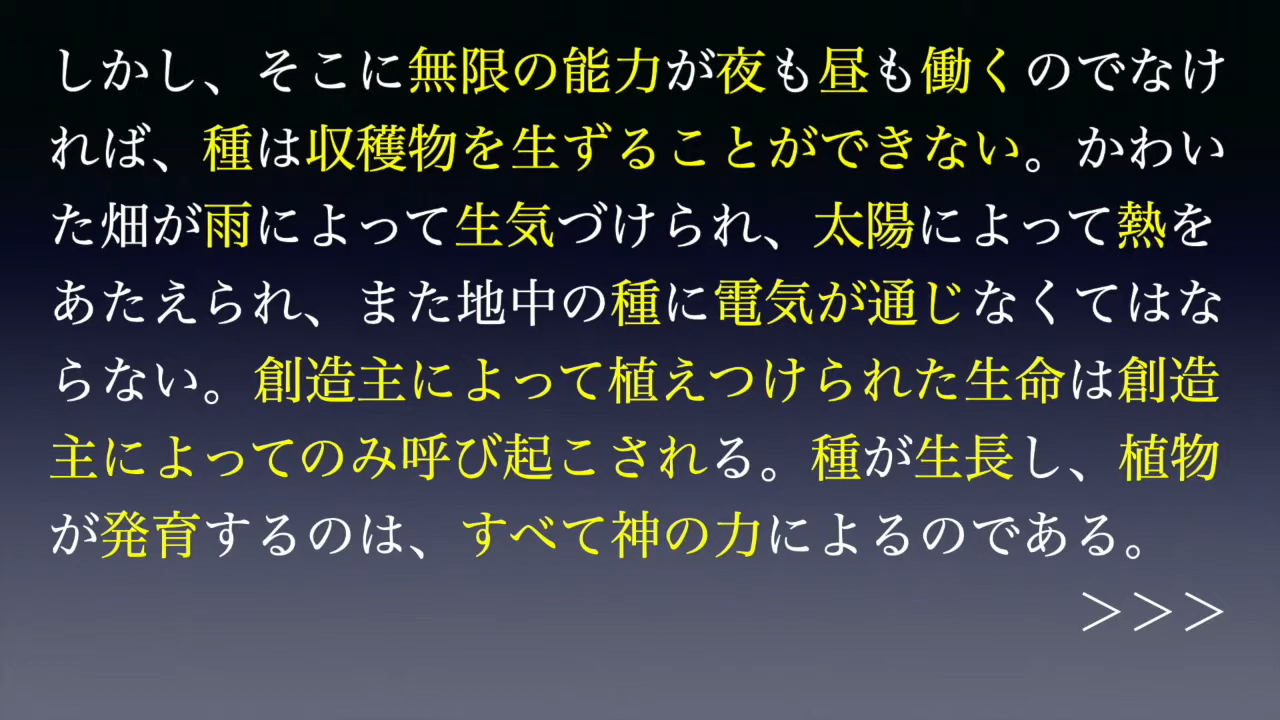 しかし、そこに無限の能力が夜も昼も働くのでなけ
れば、種は収穫物を生ずることができない。かわい
た畑が雨によって生気づけられ、太陽によって熱を
あたえられ、また地中の種に電気が通じなくてはな
らない。創造主によって植えつけられた生命は創造
主によってのみ呼び起こされる。種が生長し、植物
が発育するのは、すべて神の力によるのである。
＞＞＞